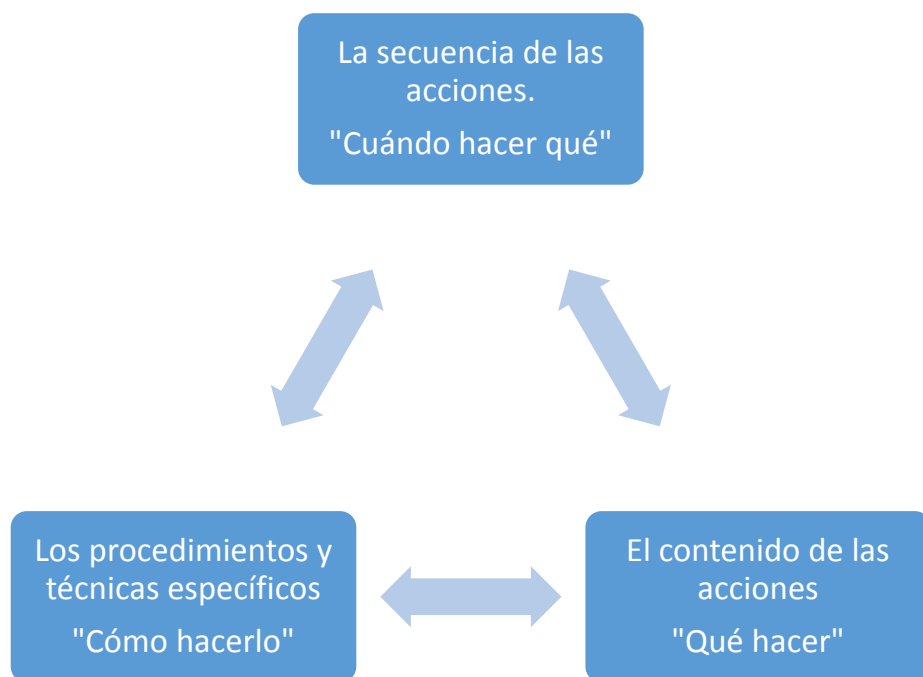 La secuencia de las
acciones.
"Cuándo hacer qué"
Los procedimientos y
técnicas específicos
"Cómo hacerlo"
El contenido de las
acciones
"Qué hacer"